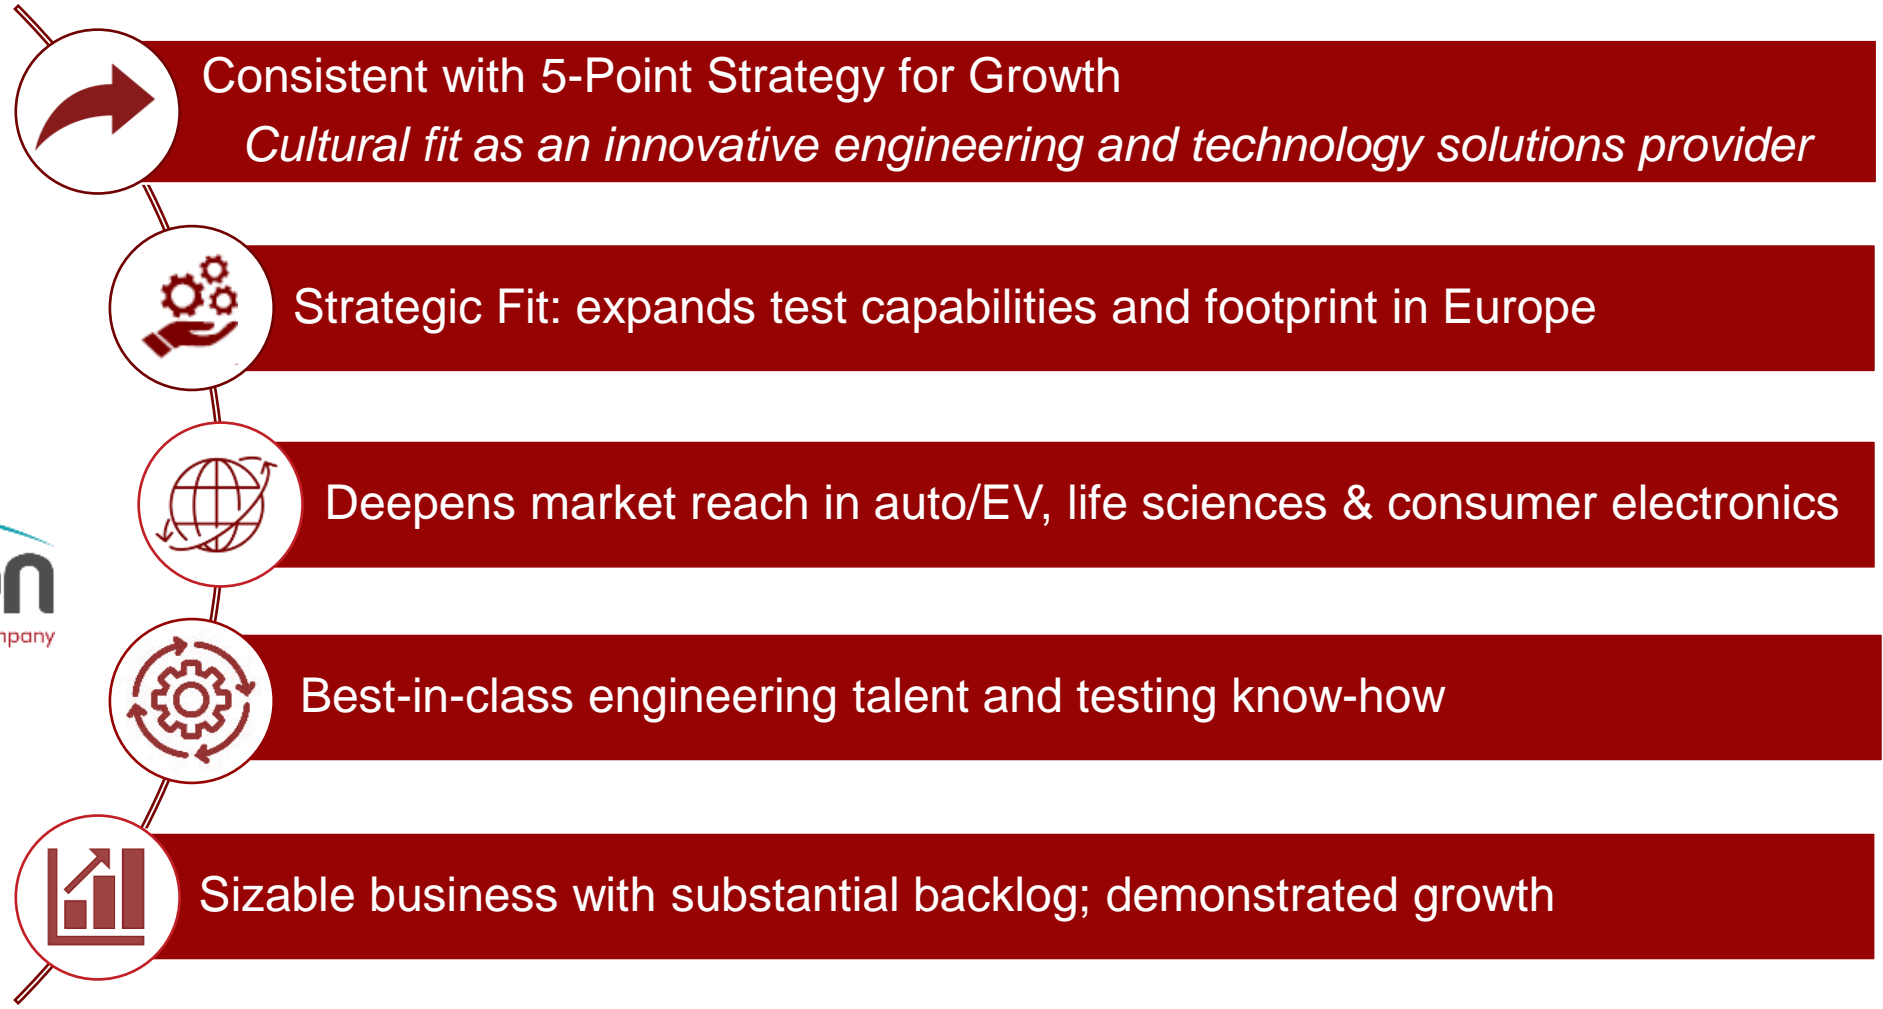 Consistent with 5-Point Strategy for Growth
Cultural fit as an innovative engineering and technology solutions provider
Strategic Fit: expands test capabilities and footprint in Europe
Deepens market reach in auto/EV, life sciences & consumer electronics
Best-in-class engineering talent and testing know-how
Sizable business with substantial backlog; demonstrated growth